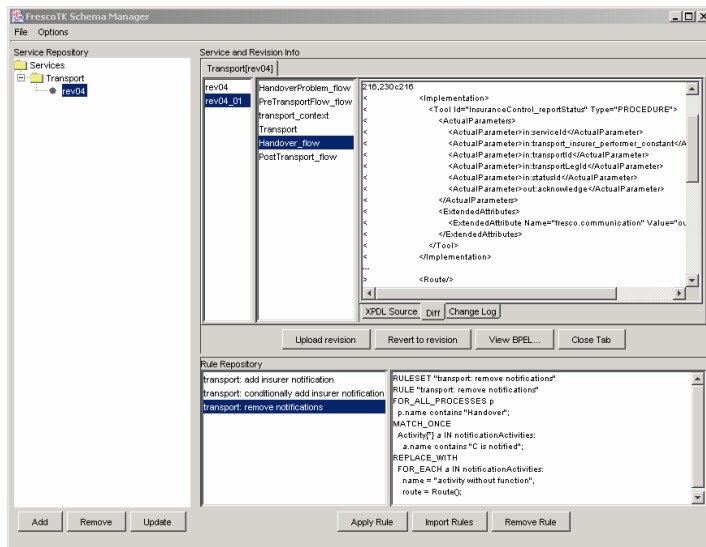 FrescoTK Schema Manager
File Options
Service Repository
Services
Transport
rev04
Service and Revision Info
Transport[rev04]
rev04
rev04_01
HandoverProblem_flow
PreTransportFlow_flow
transport_context
Transport
Handover_flow
PostTransport_flow
216,230c216
< <Implementation>
< <Tool Id="InsuranceControl_reportStatus" Type="PROCEDURE">
< <ActualParameters>
< <ActualParameter>in:serviceId</ActualParameter>
< <ActualParameter>in:transport_insurer_performer_constant</A
< <ActualParameter>in:transportId</ActualParameter>
< <ActualParameter>in:transportLegId</ActualParameter>
< <ActualParameter>in:statusId</ActualParameter>
< <ActualParameter>out:acknowledge</ActualParameter>
< </ActualParameters>
< <ExtendedAttributes>
< <ExtendedAttribute Name="fresco.communication" Value="ou
< </ExtendedAttributes>
< </Tool>
< </Implementation>
---
> <Route/>
XPDL Source Diff Change Log
Upload revision Revert to revision View BPEL... Close Tab
Rule Repository
transport: add insurer notification
transport: conditionally add insurer notification
transport: remove notifications
RULESET "transport: remove notifications"
RULE "transport: remove notifications"
FOR_ALL_PROCESSES p
p.name contains "Handover";
MATCH_ONCE
Activity{*} a IN notificationActivities:
a.name contains "C is notified";
REPLACE_WITH
FOR_EACH a IN notificationActivities:
name = "activity without function",
route = Route();
Add Remove Update
Apply Rule Import Rules Remove Rule